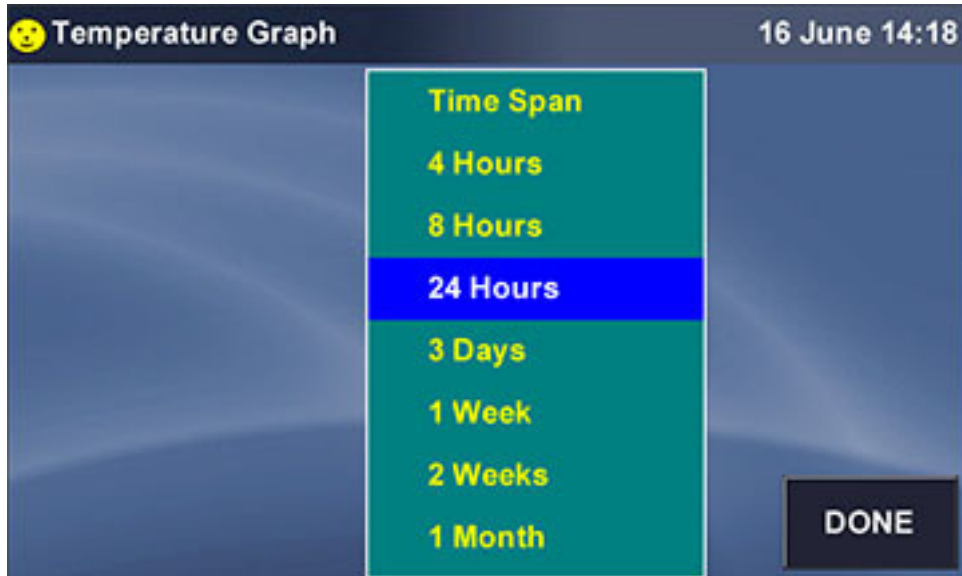 Temperature Graph
16 June 14:18
Time Span
4 Hours
8 Hours
24 Hours
3 Days
1 Week
2 Weeks
1 Month
DONE